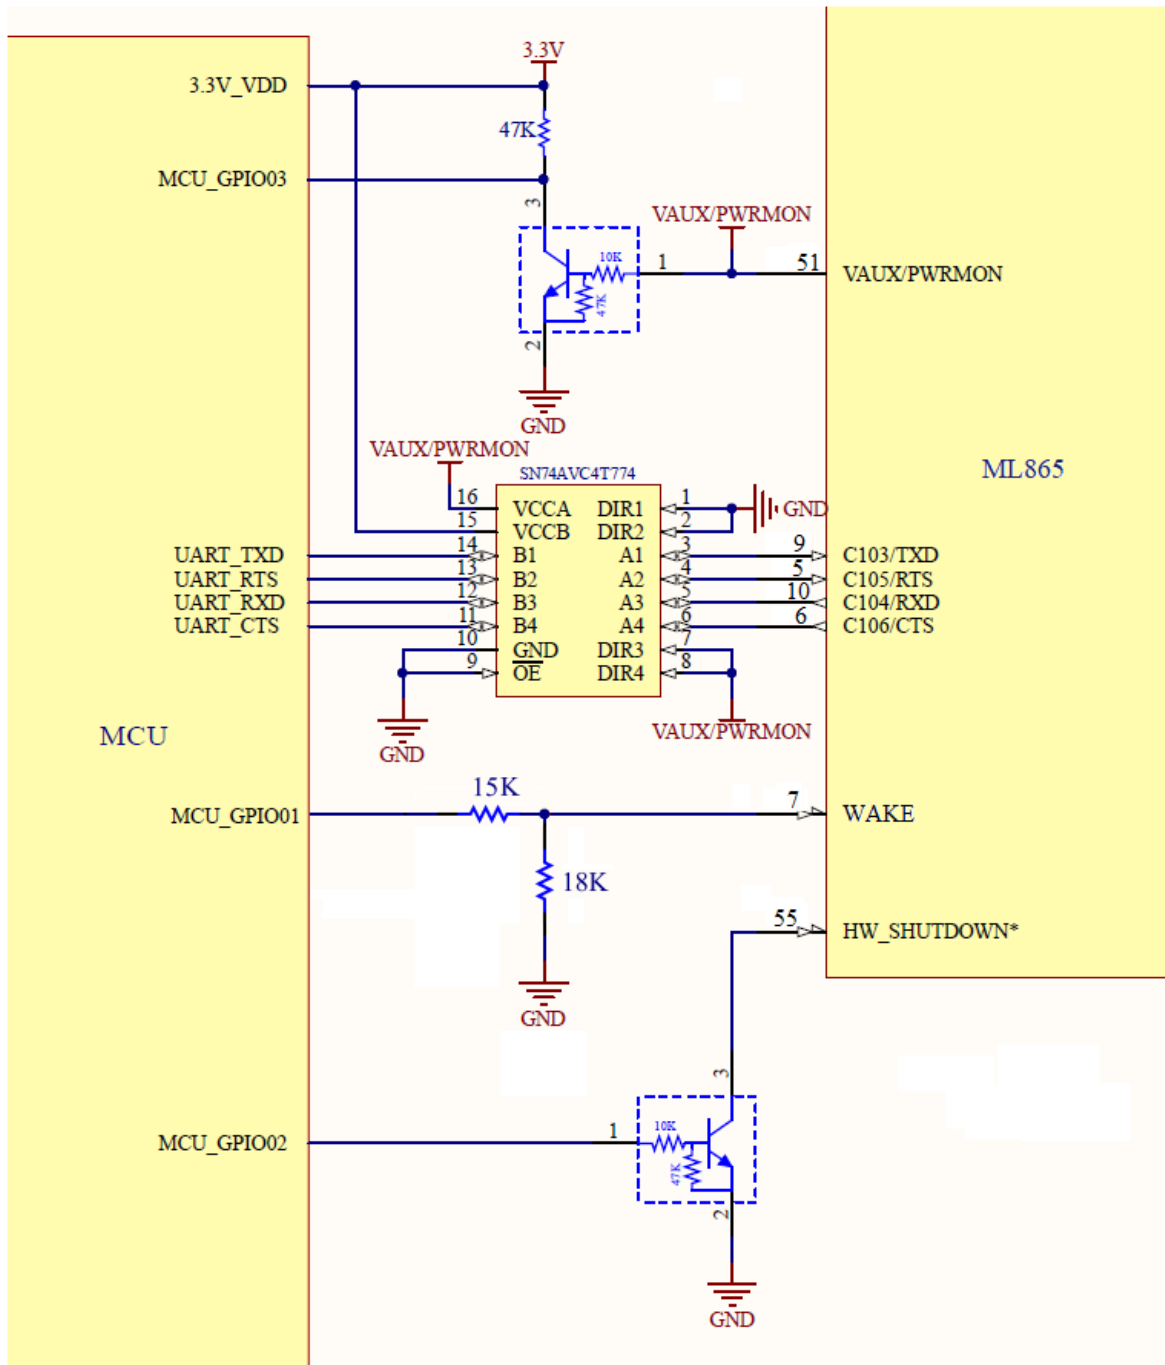 3.3V
3.3V_VDD
47K
MCU_GPIO03
3
VAUX/PWRMON
10K
1
51
VAUX/PWRMON
47K
2
GND
VAUX/PWRMON
SN74AVC4T774
ML865
16 VCCA DIR1 1
GND
15 VCCB DIR2 2
UART_TXD 14 B1 A1 3 9 C103/TXD
UART_RTS 13 B2 A2 4 5 C105/RTS
UART_RXD 12 B3 A3 5 10 C104/RXD
UART_CTS 11 B4 A4 6 6 C106/CTS
10 GND DIR3 7
9 OE DIR4 8
VAUX/PWRMON
GND
MCU
15K
MCU_GPIO01
7
WAKE
18K
55
HW_SHUTDOWN*
GND
3
10K
MCU_GPIO02
1
47K
2
GND